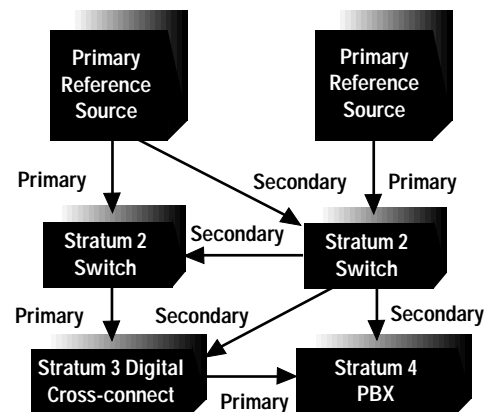 Primary
Reference
Source
Primary
Reference
Source
Primary
Secondary
Primary
Stratum 2
Switch
Secondary
Stratum 2
Switch
Primary
Secondary
Secondary
Stratum 3 Digital
Cross-connect
Primary
Stratum 4
PBX